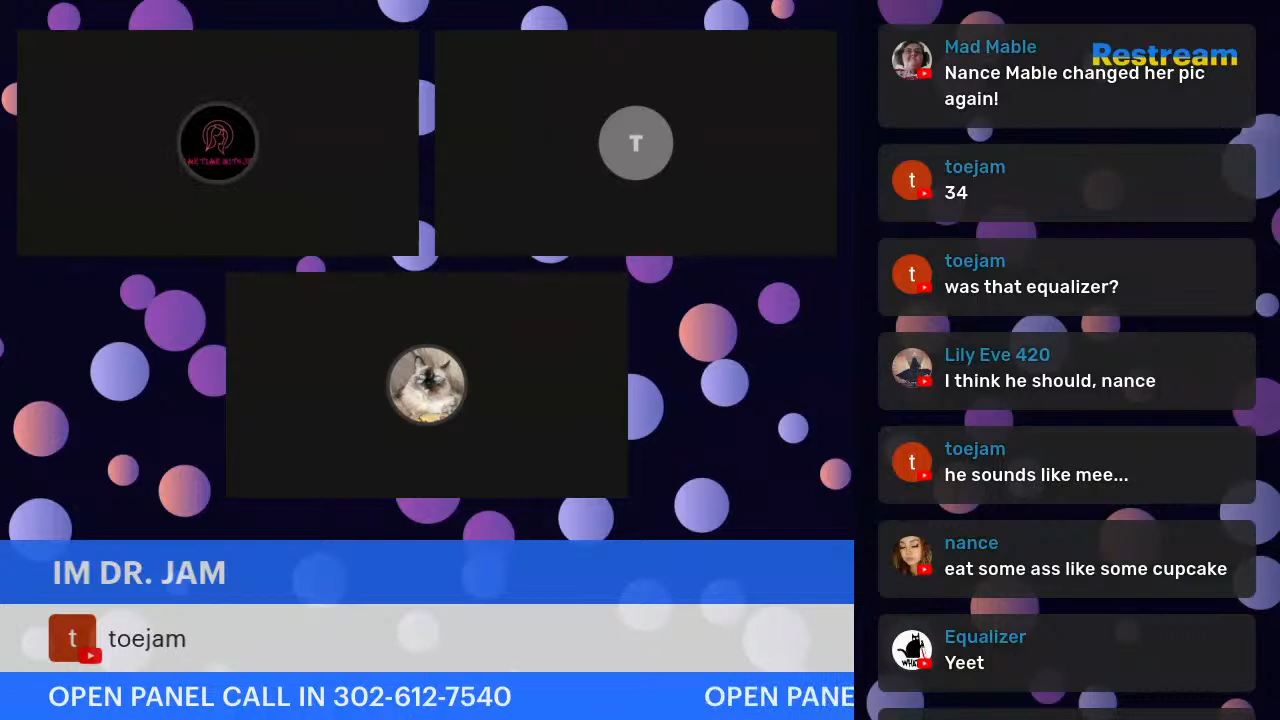 T
IM DR. JAM
t
toejam
OPEN PANEL CALL IN 302-612-7540
OPEN PANE
Restream
Mad Mable
Nance Mable changed her pic
again!
t
toejam
34
t
toejam
was that equalizer?
Lily Eve 420
I think he should, nance
t
toejam
he sounds like mee...
nance
eat some ass like some cupcake
Equalizer
Yeet